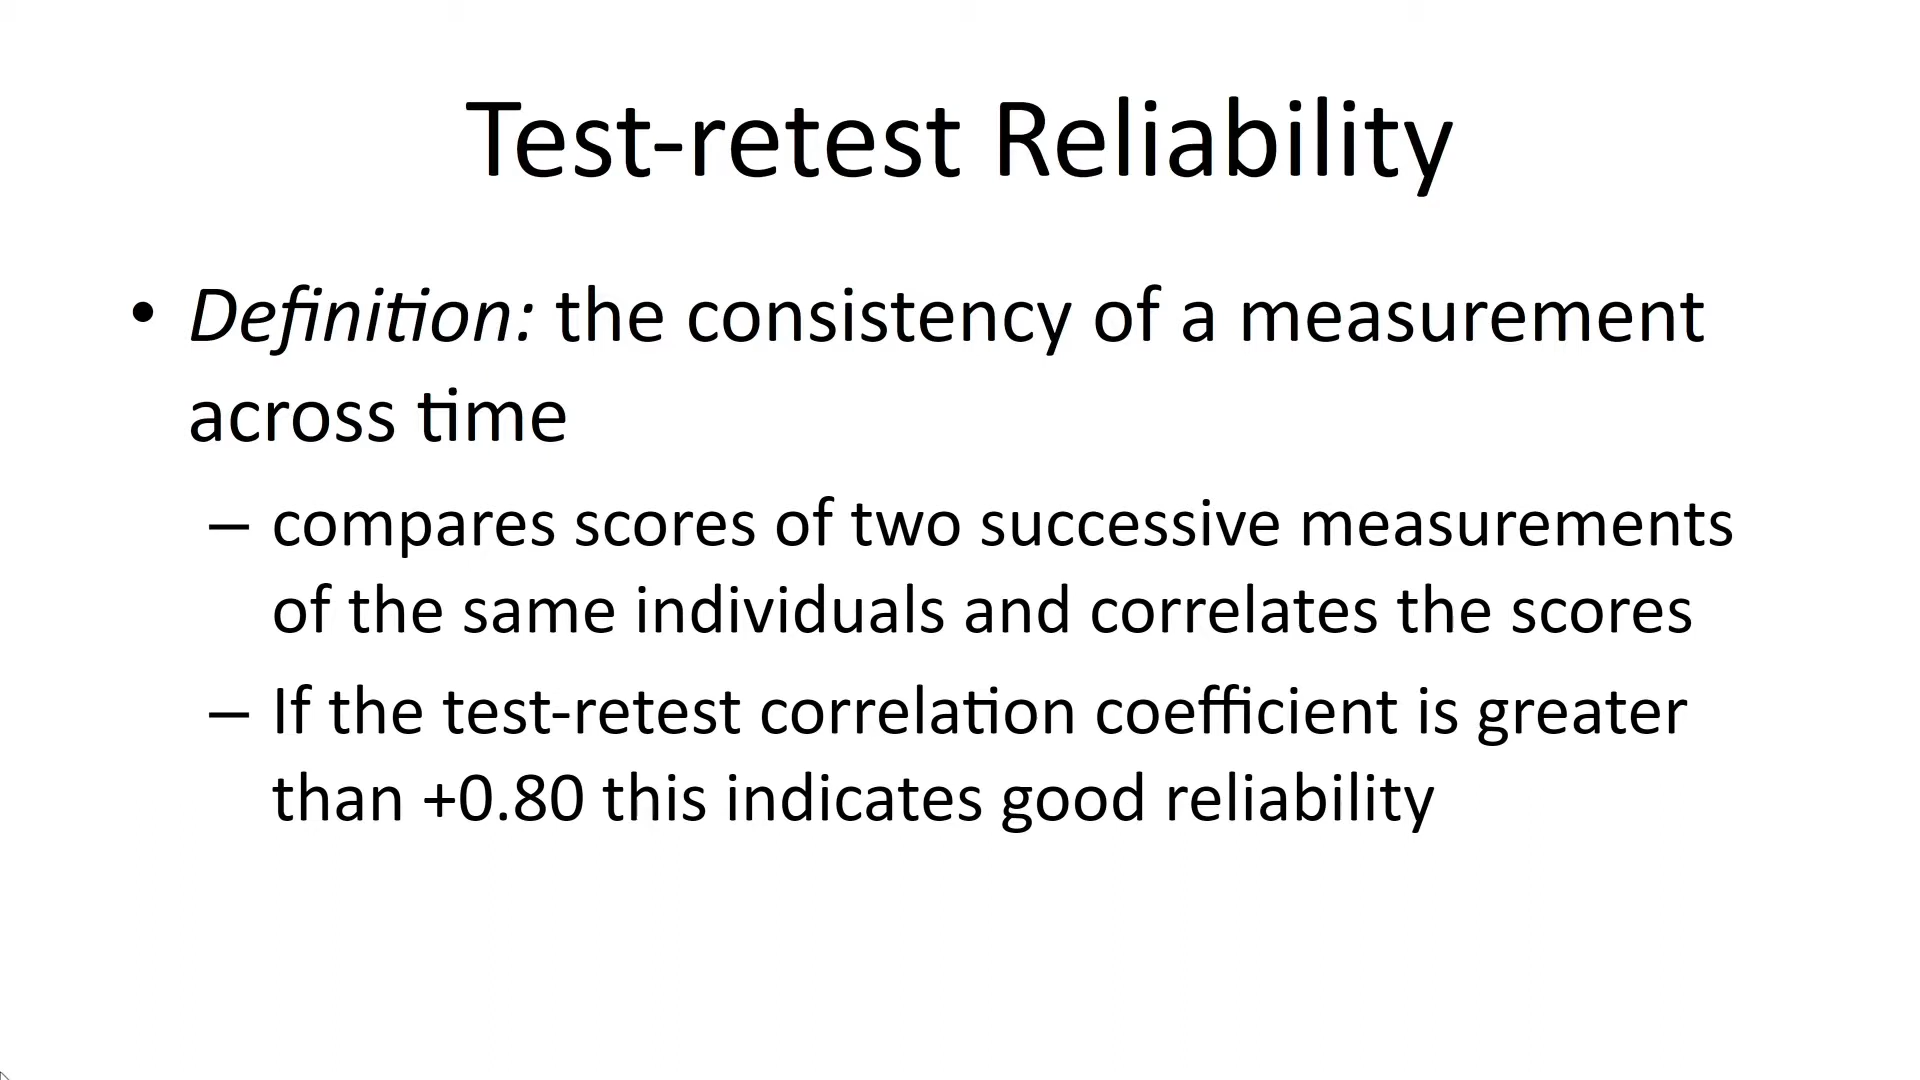 Test-retest Reliability
• Definition: the consistency of a measurement
across time
– compares scores of two successive measurements
of the same individuals and correlates the scores
– If the test-retest correlation coefficient is greater
than +0.80 this indicates good reliability